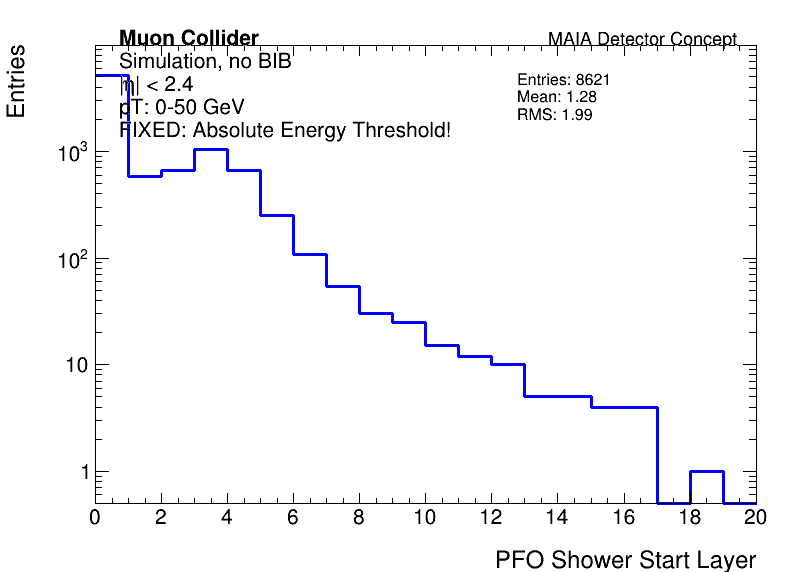 Muon Collider
MAIA Detector Concept
Simulation, no BIB
|η| < 2.4
pT: 0-50 GeV
FIXED: Absolute Energy Threshold!
Entries: 8621
Mean: 1.28
RMS: 1.99
Entries
10³
10²
10
1
0 2 4 6 8 10 12 14 16 18 20
PFO Shower Start Layer